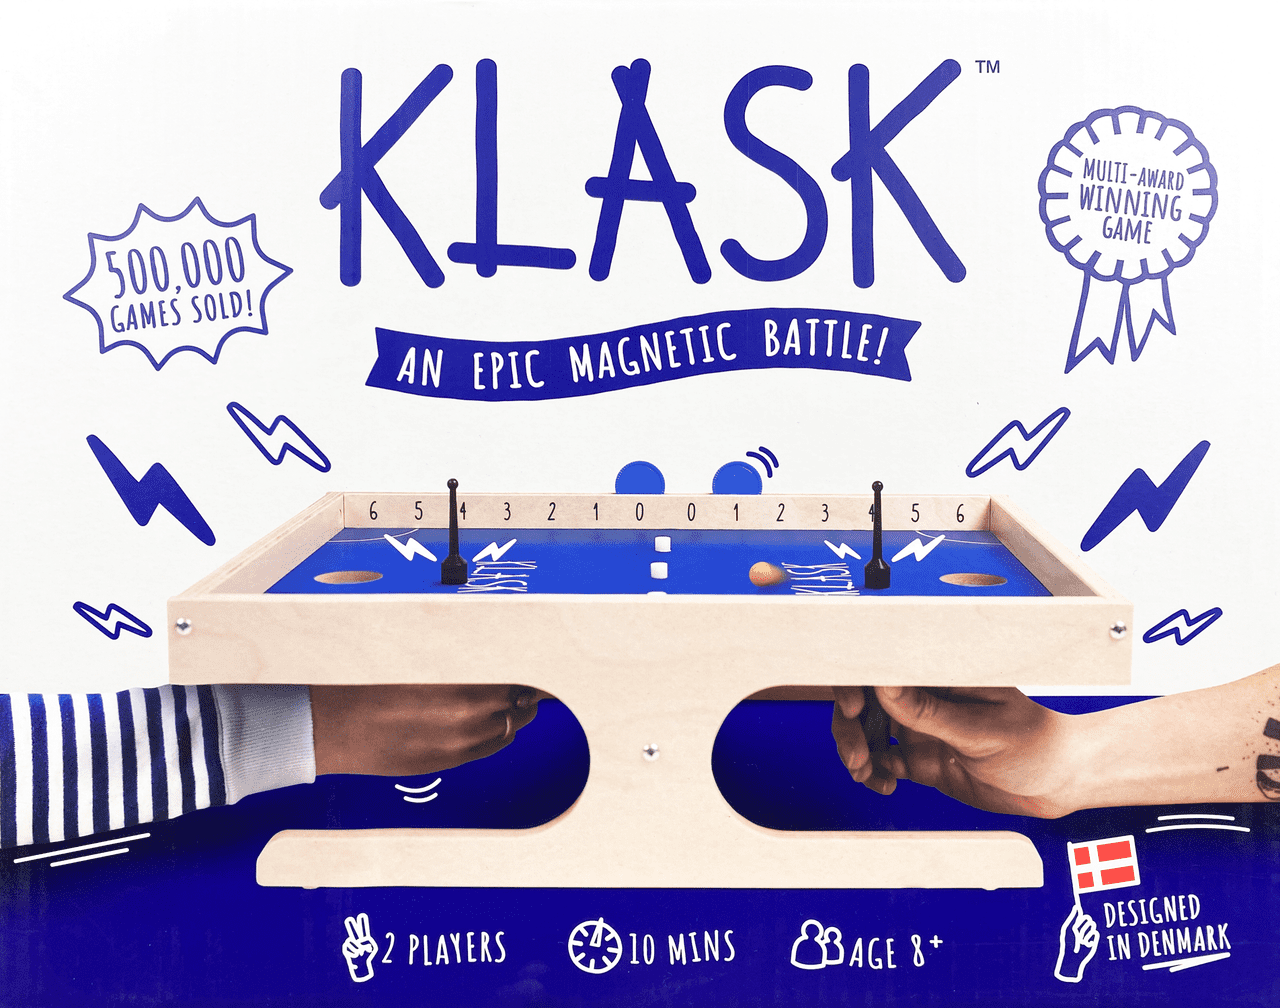 KLASK™
500,000
GAMES SOLD!
MULTI-AWARD
WINNING
GAME
AN EPIC MAGNETIC BATTLE!
6 5 4 3 2 1 0 0 1 2 3 4 5 6
KLASK
KLASK
2 PLAYERS
10 MINS
AGE 8+
DESIGNED
IN DENMARK